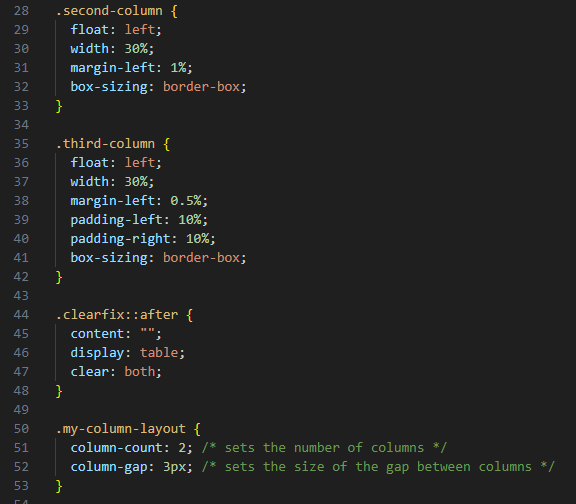 28 .second-column {
29 float: left;
30 width: 30%;
31 margin-left: 1%;
32 box-sizing: border-box;
33 }
34
35 .third-column {
36 float: left;
37 width: 30%;
38 margin-left: 0.5%;
39 padding-left: 10%;
40 padding-right: 10%;
41 box-sizing: border-box;
42 }
43
44 .clearfix::after {
45 content: "";
46 display: table;
47 clear: both;
48 }
49
50 .my-column-layout {
51 column-count: 2; /* sets the number of columns */
52 column-gap: 3px; /* sets the size of the gap between columns */
53 }